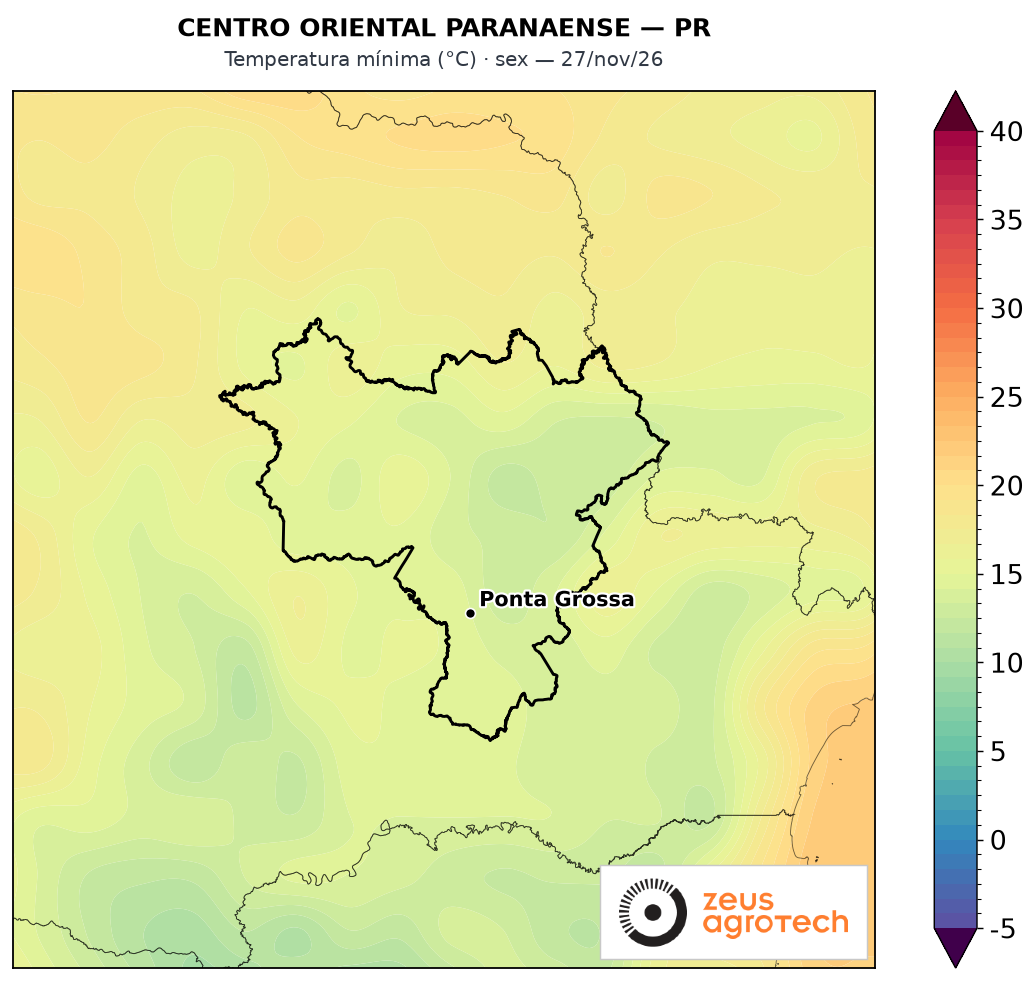 CENTRO ORIENTAL PARANAENSE — PR
Temperatura mínima (°C) · sex — 27/nov/26
40
35
30
25
20
15
10
5
0
-5
Ponta Grossa
zeus
agrotech